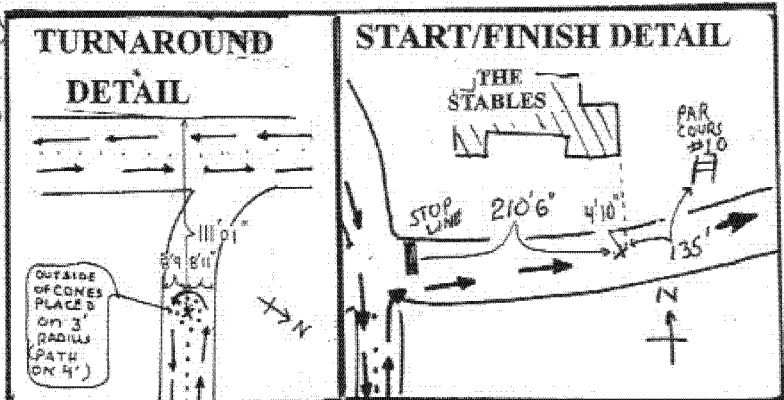 TURNAROUND
DETAIL
111'01"
8'9 8'11"
OUTSIDE
OF CONES
PLACED
ON 3'
RADIUS
(PATH
ON 4')
N
START/FINISH DETAIL
THE
STABLES
PAR
COURS
#10
STOP
LINE
210'6"
4'10"
135'
N